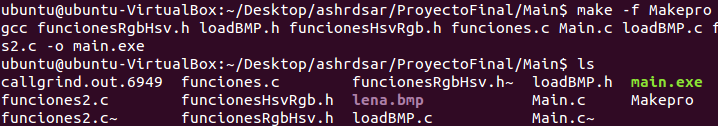 ubuntu@ubuntu-VirtualBox:~/Desktop/ashrdsar/ProyectoFinal/Main$ make -f Makepro
gcc funcionesRgbHsv.h loadBMP.h funcionesHsvRgb.h funciones.c Main.c loadBMP.c f
s2.c -o main.exe
ubuntu@ubuntu-VirtualBox:~/Desktop/ashrdsar/ProyectoFinal/Main$ ls
callgrind.out.6949 funciones.c funcionesRgbHsv.h~ loadBMP.h main.exe
funciones2.c funcionesHsvRgb.h lena.bmp Main.c Makepro
funciones2.c~ funcionesRgbHsv.h loadBMP.c Main.c~